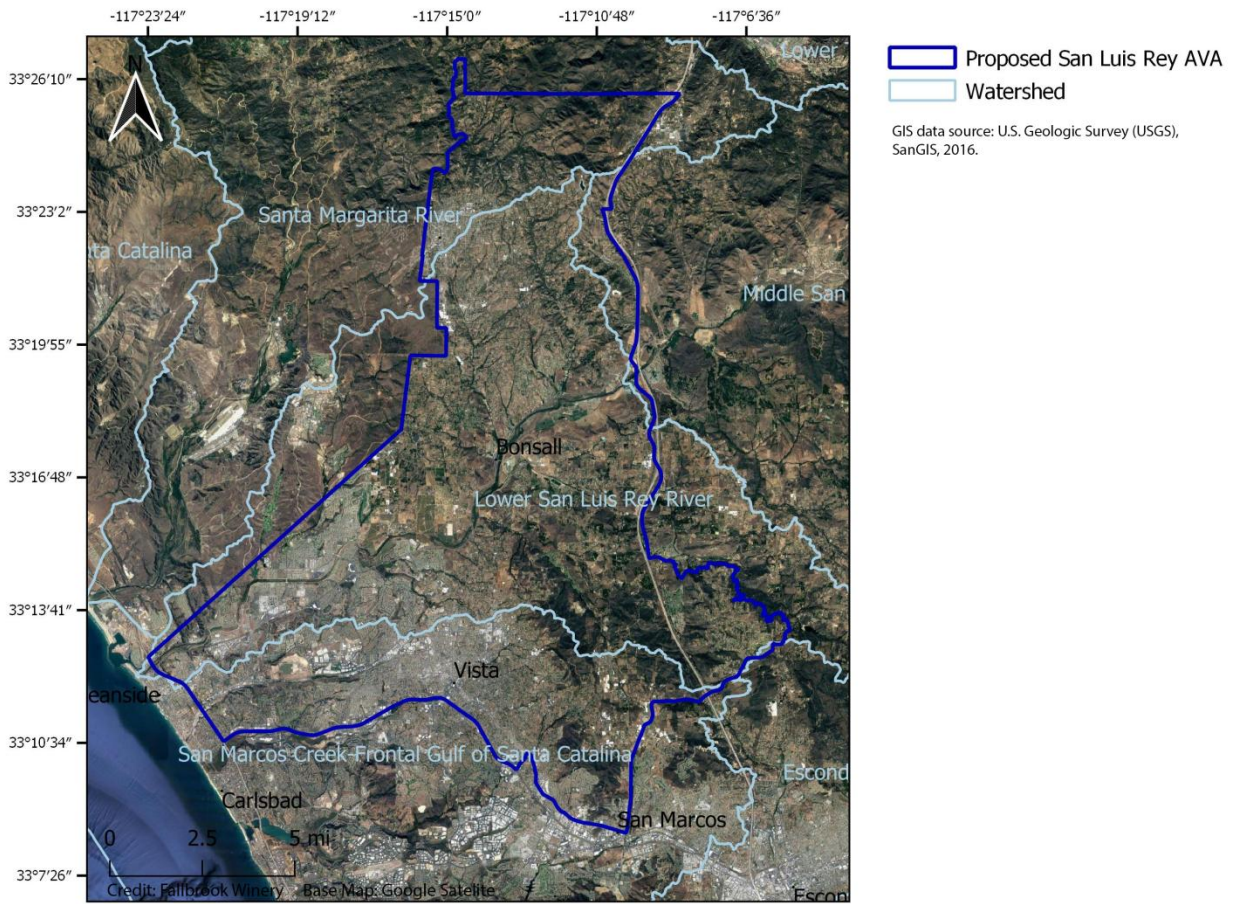 -117°23′24″ -117°19′12″ -117°15′0″ -117°10′48″ -117°6′36″
Lower
Proposed San Luis Rey AVA
33°26′10″
N
Watershed
GIS data source: U.S. Geologic Survey (USGS),
SanGIS, 2016.
33°23′2″
Santa Margarita River
ta Catalina
Middle San
33°19′55″
Bonsall
33°16′48″
Lower San Luis Rey River
33°13′41″
Vista
eanside
33°10′34″
San Marcos Creek-Frontal Gulf of Santa Catalina
Escond
Carlsbad
San Marcos
0 2.5 5 mi
33°7′26″
Credit: Fallbrook Winery Base Map: Google Satelite
Escon